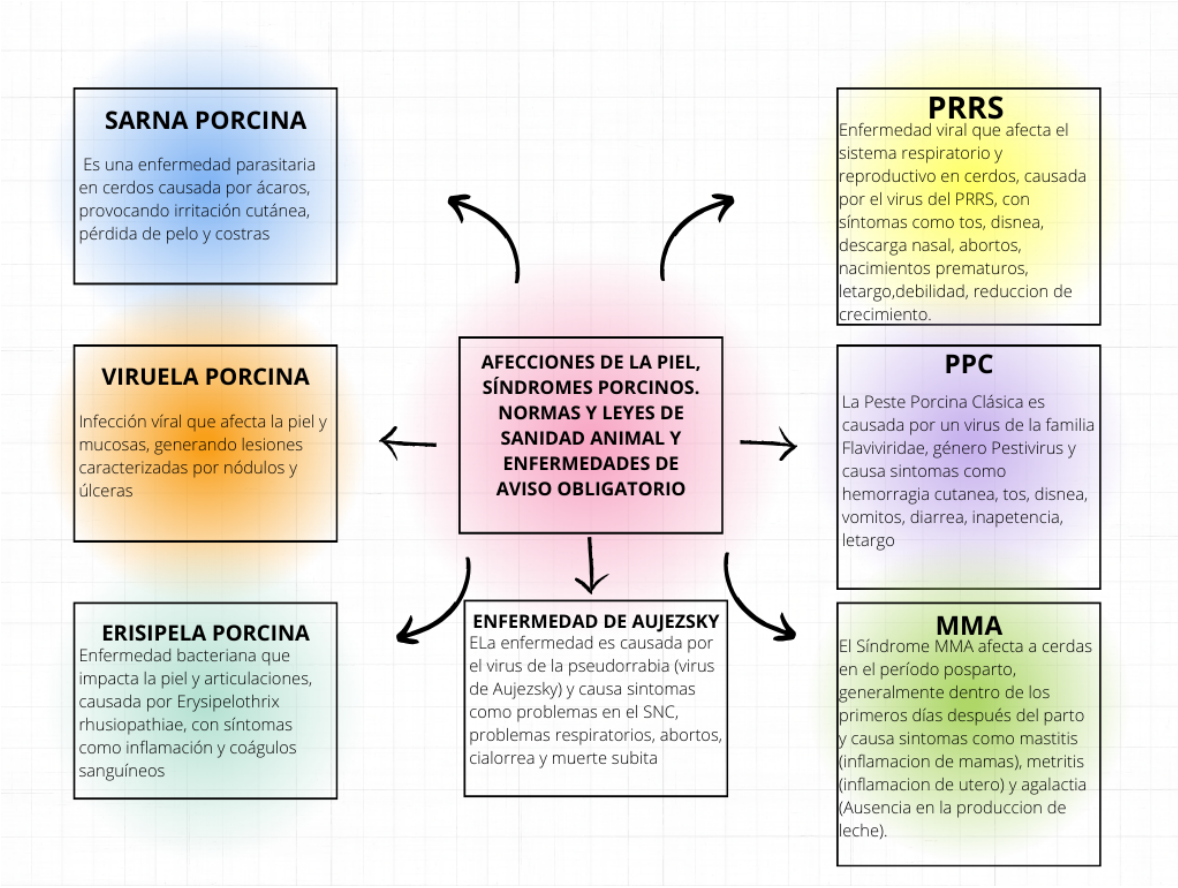 SARNA PORCINA
Es una enfermedad parasitaria
en cerdos causada por ácaros,
provocando irritación cutánea,
pérdida de pelo y costras
VIRUELA PORCINA
Infección víral que afecta la piel y
mucosas, generando lesiones
caracterizadas por nódulos y
úlceras
ERISIPELA PORCINA
Enfermedad bacteriana que
impacta la piel y articulaciones,
causada por Erysipelothrix
rhusiopathiae, con síntomas
como inflamación y coágulos
sanguíneos
AFECCIONES DE LA PIEL,
SÍNDROMES PORCINOS.
NORMAS Y LEYES DE
SANIDAD ANIMAL Y
ENFERMEDADES DE
AVISO OBLIGATORIO
ENFERMEDAD DE AUJEZSKY
ELa enfermedad es causada por
el virus de la pseudorrabia (virus
de Aujezsky) y causa sintomas
como problemas en el SNC,
problemas respiratorios, abortos,
cialorrea y muerte subita
PRRS
Enfermedad viral que afecta el
sistema respiratorio y
reproductivo en cerdos, causada
por el virus del PRRS, con
síntomas como tos, disnea,
descarga nasal, abortos,
nacimientos prematuros,
letargo,debilidad, reduccion de
crecimiento.
PPC
La Peste Porcina Clásica es
causada por un virus de la familia
Flaviviridae, género Pestivirus y
causa sintomas como
hemorragia cutanea, tos, disnea,
vomitos, diarrea, inapetencia,
letargo
MMA
El Síndrome MMA afecta a cerdas
en el período posparto,
generalmente dentro de los
primeros días después del parto
y causa sintomas como mastitis
(inflamacion de mamas), metritis
(inflamacion de utero) y agalactia
(Ausencia en la produccion de
leche).